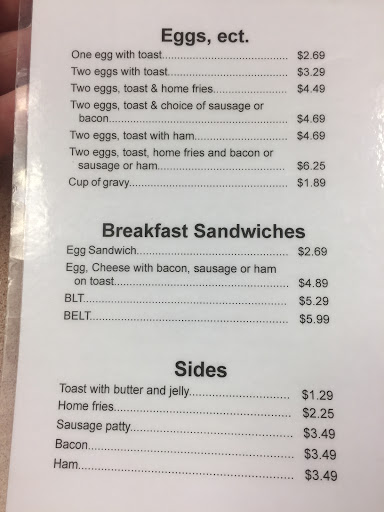 Eggs, ect.
One egg with toast.......................................... $2.69
Two eggs with toast........................................ $3.29
Two eggs, toast & home fries......................... $4.49
Two eggs, toast & choice of sausage or
bacon............................................................ $4.69
Two eggs, toast with ham............................... $4.69
Two eggs, toast, home fries and bacon or
sausage or ham........................................... $6.25
Cup of gravy..................................................... $1.89
Breakfast Sandwiches
Egg Sandwich.................................................. $2.69
Egg, Cheese with bacon, sausage or ham
on toast.......................................................... $4.89
BLT.................................................................... $5.29
BELT.................................................................. $5.99
Sides
Toast with butter and jelly................................. $1.29
Home fries......................................................... $2.25
Sausage patty.................................................... $3.49
Bacon................................................................. $3.49
Ham.................................................................... $3.49